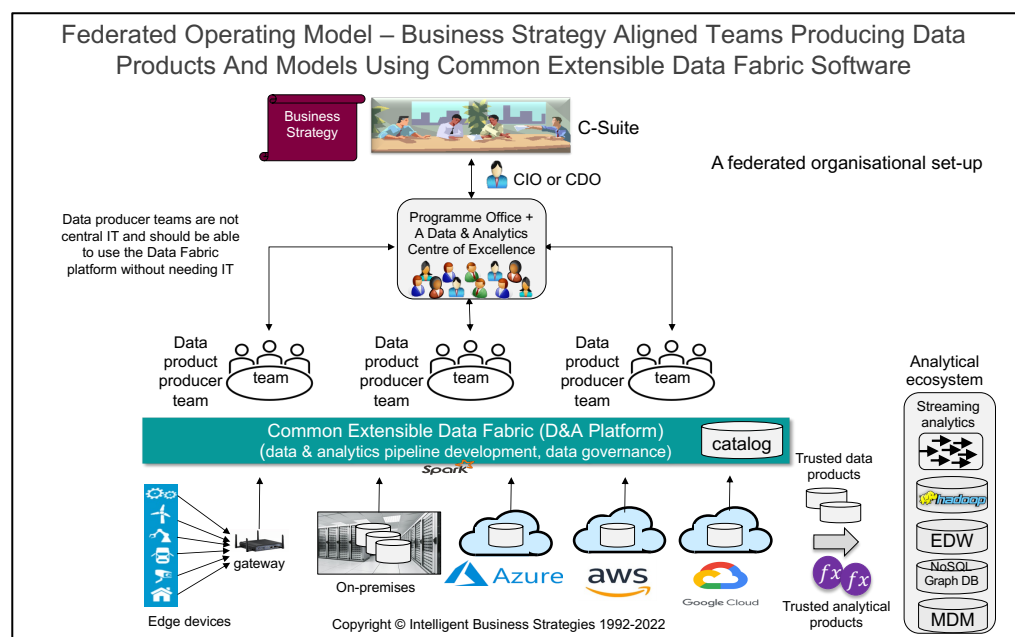 Federated Operating Model – Business Strategy Aligned Teams Producing Data
Products And Models Using Common Extensible Data Fabric Software
Business
Strategy
C-Suite
A federated organisational set-up
CIO or CDO
Data producer teams are not
central IT and should be able
to use the Data Fabric
platform without needing IT
Programme Office +
A Data & Analytics
Centre of Excellence
Data
product
producer
team
team
Data
product
producer
team
team
Data
product
producer
team
team
Analytical
ecosystem
Streaming
analytics
hadoop
EDW
NoSQL
Graph DB
MDM
Common Extensible Data Fabric (D&A Platform)
(data & analytics pipeline development, data governance)
catalog
Spark
Trusted data
products
fx fx
Trusted analytical
products
gateway
Edge devices
On-premises
Azure
aws
Google Cloud
Copyright © Intelligent Business Strategies 1992-2022